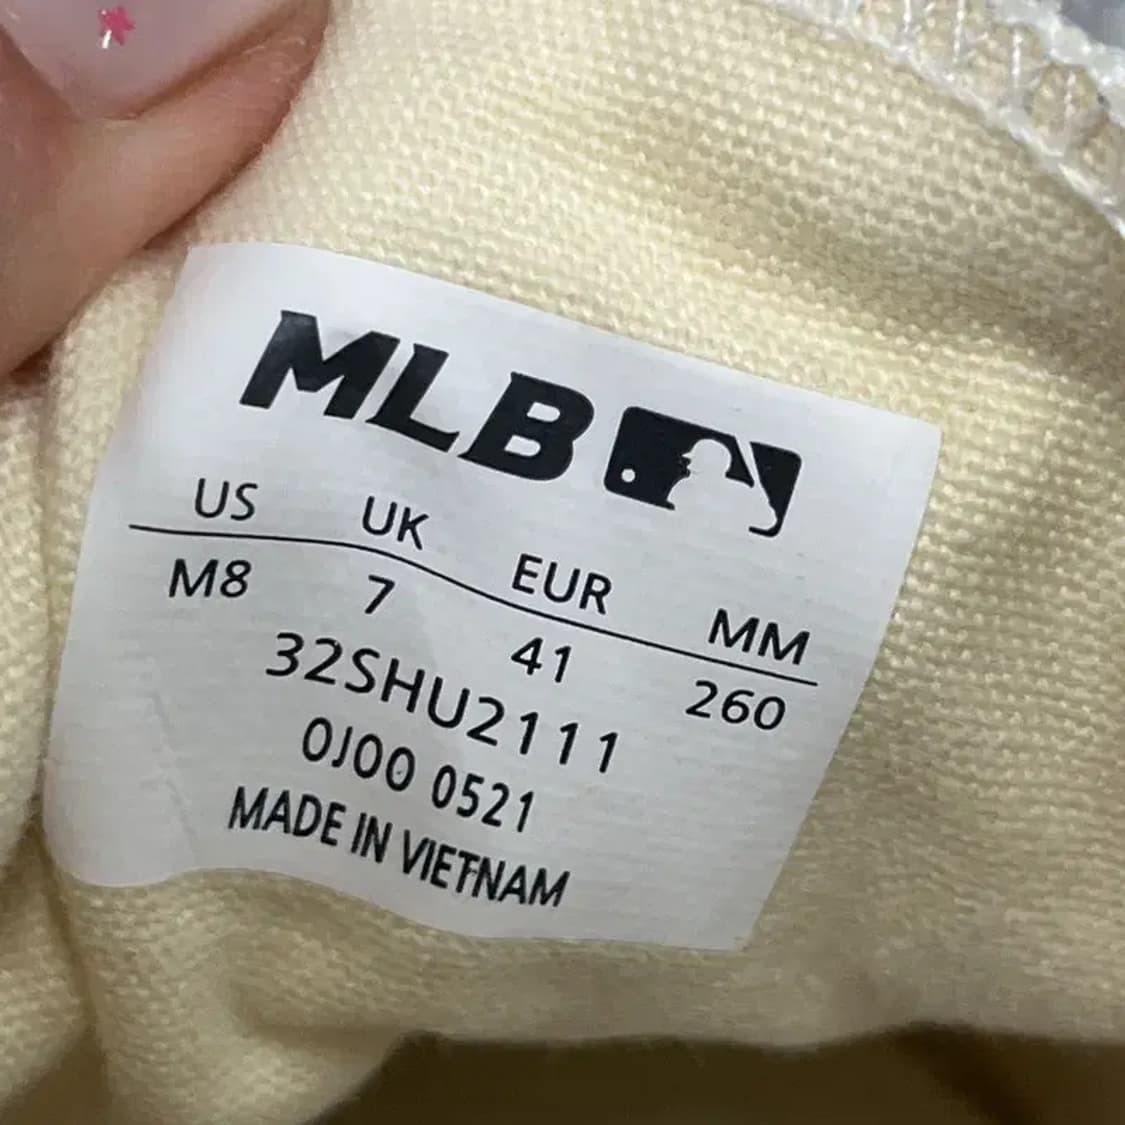 MLB
US UK EUR MM
M8 7 41 260
32SHU2111
0J00 0521
MADE IN VIETNAM